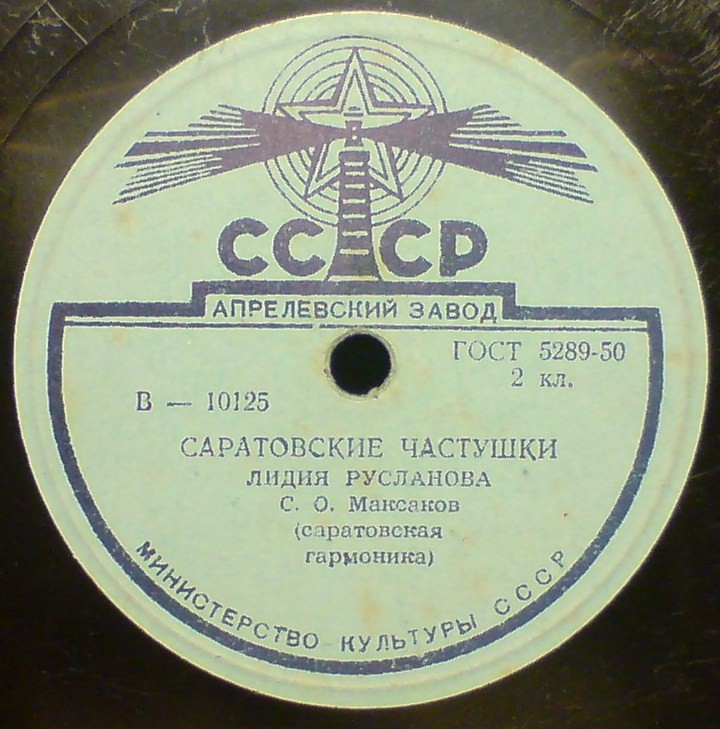 СССР
АПРЕЛЕВСКИЙ ЗАВОД
ГОСТ 5289-50
2 кл.
В — 10125
САРАТОВСКИЕ ЧАСТУШКИ
ЛИДИЯ РУСЛАНОВА
С. О. Максаков
(саратовская
гармоника)
МИНИСТЕРСТВО КУЛЬТУРЫ СССР